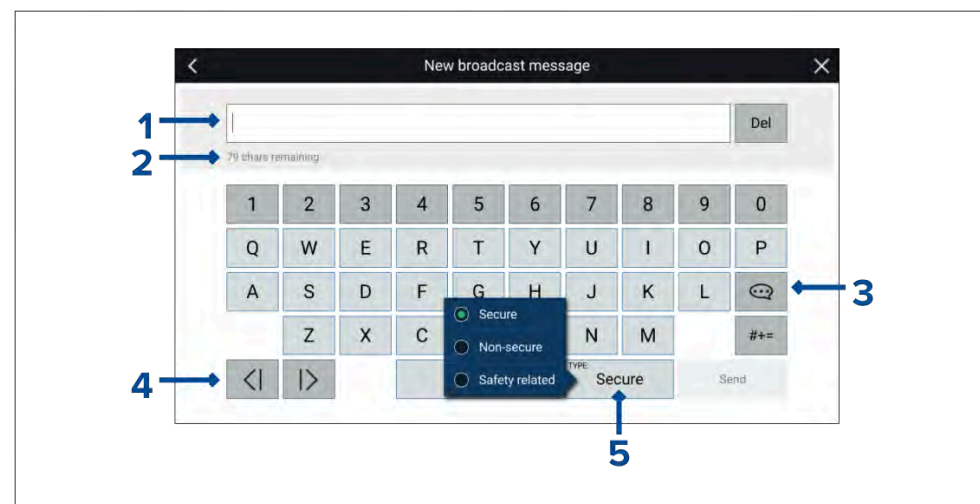 New broadcast message
1
Del
2
79 chars remaining
1 2 3 4 5 6 7 8 9 0
Q W E R T Y U I O P
A S D F G H J K L
3
Secure
Z X C N M #+=
Non-secure
4
<| |>
Safety related
TYPE:
Secure
Send
5